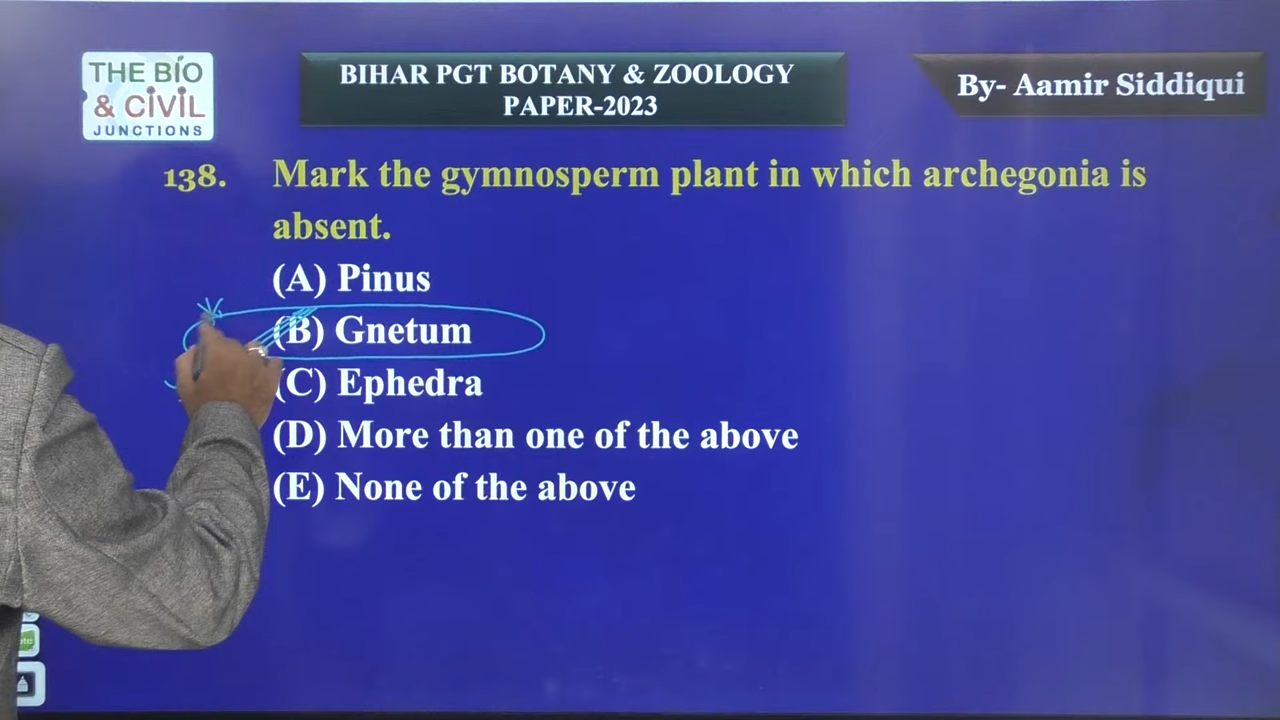 THE BIO
& CIVIL
JUNCTIONS
BIHAR PGT BOTANY & ZOOLOGY
PAPER-2023
By- Aamir Siddiqui
138. Mark the gymnosperm plant in which archegonia is
absent.
(A) Pinus
(B) Gnetum
(C) Ephedra
(D) More than one of the above
(E) None of the above